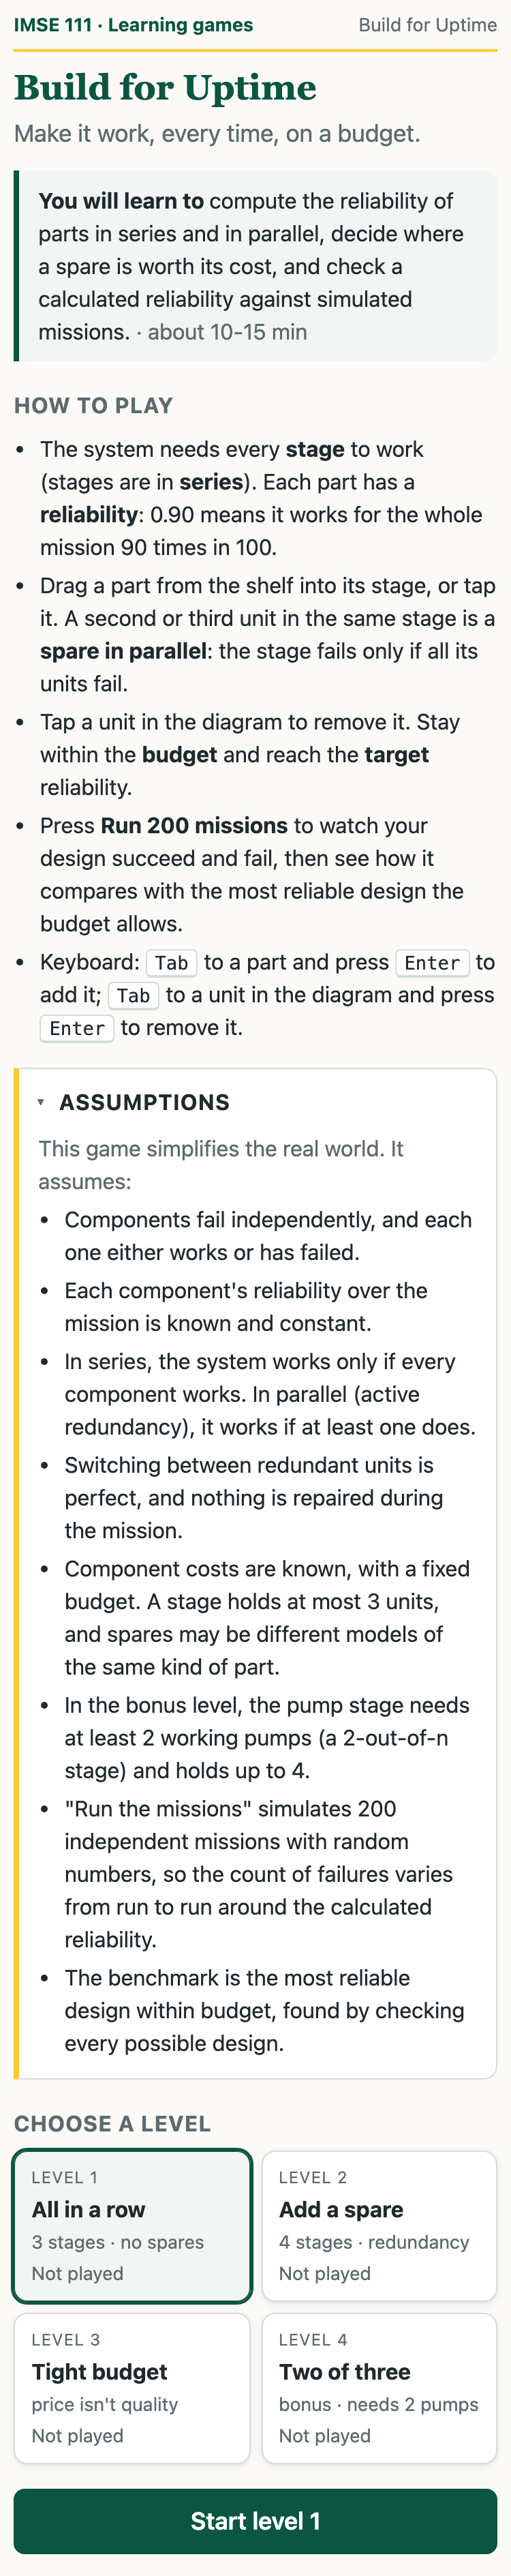 IMSE 111 · Learning games
Build for Uptime
Build for Uptime
Make it work, every time, on a budget.
You will learn to compute the reliability of
parts in series and in parallel, decide where
a spare is worth its cost, and check a
calculated reliability against simulated
missions. · about 10-15 min
HOW TO PLAY
• The system needs every stage to work
(stages are in series). Each part has a
reliability: 0.90 means it works for the whole
mission 90 times in 100.
• Drag a part from the shelf into its stage, or tap
it. A second or third unit in the same stage is a
spare in parallel: the stage fails only if all its
units fail.
• Tap a unit in the diagram to remove it. Stay
within the budget and reach the target
reliability.
• Press Run 200 missions to watch your
design succeed and fail, then see how it
compares with the most reliable design the
budget allows.
• Keyboard: Tab to a part and press Enter to
add it; Tab to a unit in the diagram and press
Enter to remove it.
▼ ASSUMPTIONS
This game simplifies the real world. It
assumes:
• Components fail independently, and each
one either works or has failed.
• Each component's reliability over the
mission is known and constant.
• In series, the system works only if every
component works. In parallel (active
redundancy), it works if at least one does.
• Switching between redundant units is
perfect, and nothing is repaired during
the mission.
• Component costs are known, with a fixed
budget. A stage holds at most 3 units,
and spares may be different models of
the same kind of part.
• In the bonus level, the pump stage needs
at least 2 working pumps (a 2-out-of-n
stage) and holds up to 4.
• "Run the missions" simulates 200
independent missions with random
numbers, so the count of failures varies
from run to run around the calculated
reliability.
• The benchmark is the most reliable
design within budget, found by checking
every possible design.
CHOOSE A LEVEL
LEVEL 1
All in a row
3 stages · no spares
Not played
LEVEL 2
Add a spare
4 stages · redundancy
Not played
LEVEL 3
Tight budget
price isn't quality
Not played
LEVEL 4
Two of three
bonus · needs 2 pumps
Not played
Start level 1